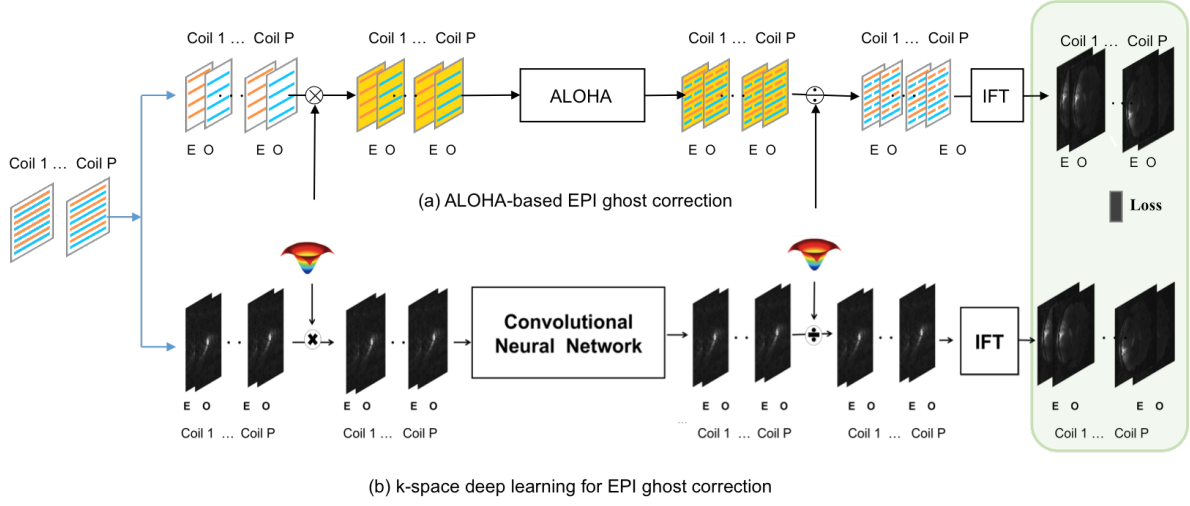 Coil 1 ... Coil P
Coil 1 ... Coil P
Coil 1 ... Coil P
Coil 1 ... Coil P
Coil 1 ... Coil P
ALOHA
IFT
E O
E O
E O
E O
E O
E O
E O
E O
E O
E O
Coil 1 ... Coil P
(a) ALOHA-based EPI ghost correction
Loss
Convolutional
Neural Network
IFT
E O
E O
E O
E O
E O
E O
E O
E O
E O
E O
...
Coil 1 ... Coil P
Coil 1 ... Coil P
Coil 1 ... Coil P
Coil 1 ... Coil P
Coil 1 ... Coil P
(b) k-space deep learning for EPI ghost correction